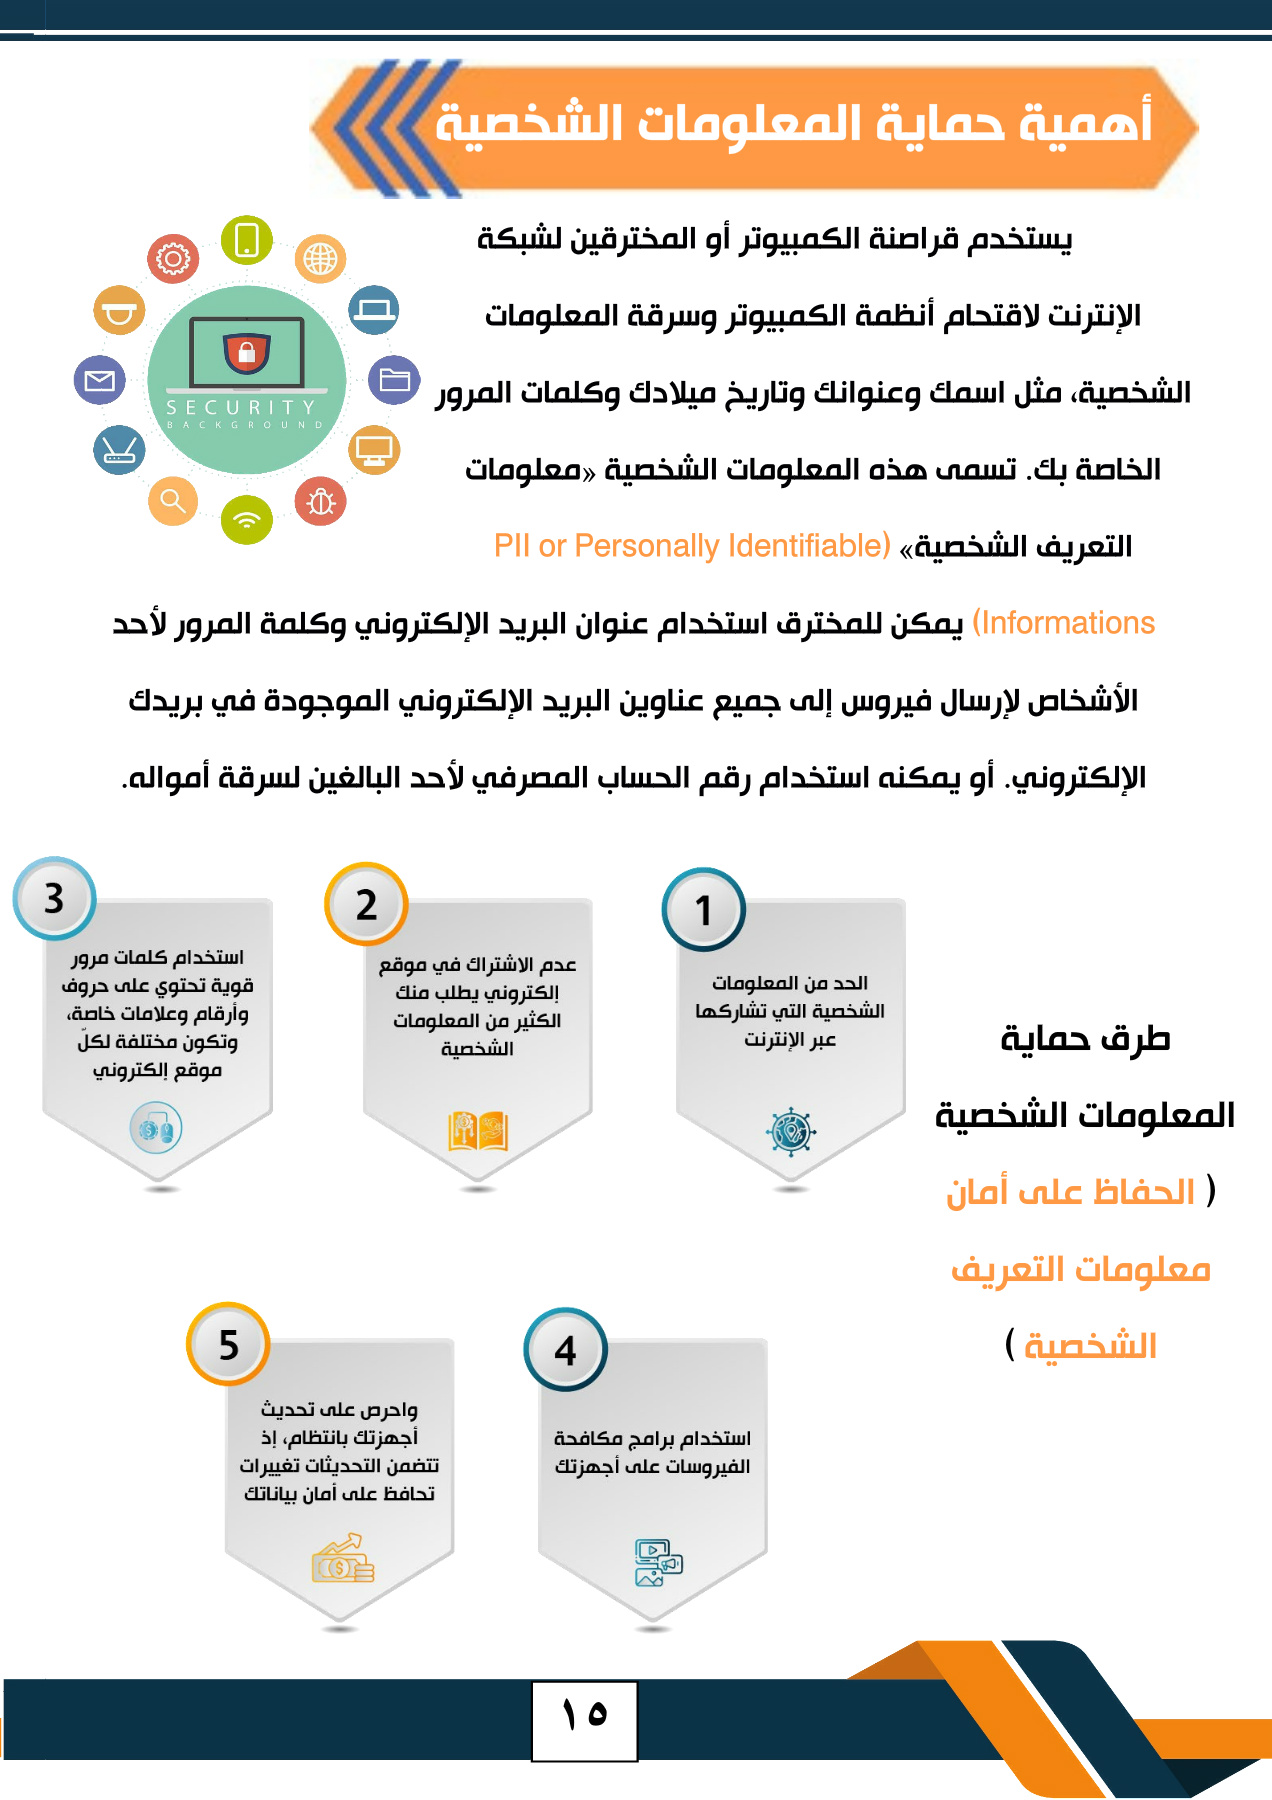 أهمية حماية المعلومات الشخصية
يستخدم قراصنة الكمبيوتر أو المخترقين لشبكة
الإنترنت لاقتحام أنظمة الكمبيوتر وسرقة المعلومات
الشخصية، مثل اسمك وعنوانك وتاريخ ميلادك وكلمات المرور
الخاصة بك. تسمى هذه المعلومات الشخصية «معلومات
التعريف الشخصية» (PII or Personally Identifiable
Informations) يمكن للمخترق استخدام عنوان البريد الإلكتروني وكلمة المرور لأحد
الأشخاص لإرسال فيروس إلى جميع عناوين البريد الإلكتروني الموجودة في بريدك
الإلكتروني. أو يمكنه استخدام رقم الحساب المصرفي لأحد البالغين لسرقة أمواله.
SECURITY
BACKGROUND
طرق حماية
المعلومات الشخصية
( الحفاظ على أمان
معلومات التعريف
الشخصية )
1
الحد من المعلومات
الشخصية التي تشاركها
عبر الإنترنت
2
عدم الاشتراك في موقع
إلكتروني يطلب منك
الكثير من المعلومات
الشخصية
3
استخدام كلمات مرور
قوية تحتوي على حروف
وأرقام وعلامات خاصة،
وتكون مختلفة لكلّ
موقع إلكتروني
4
استخدام برامج مكافحة
الفيروسات على أجهزتك
5
واحرص على تحديث
أجهزتك بانتظام، إذ
تتضمن التحديثات تغييرات
تحافظ على أمان بياناتك
١٥